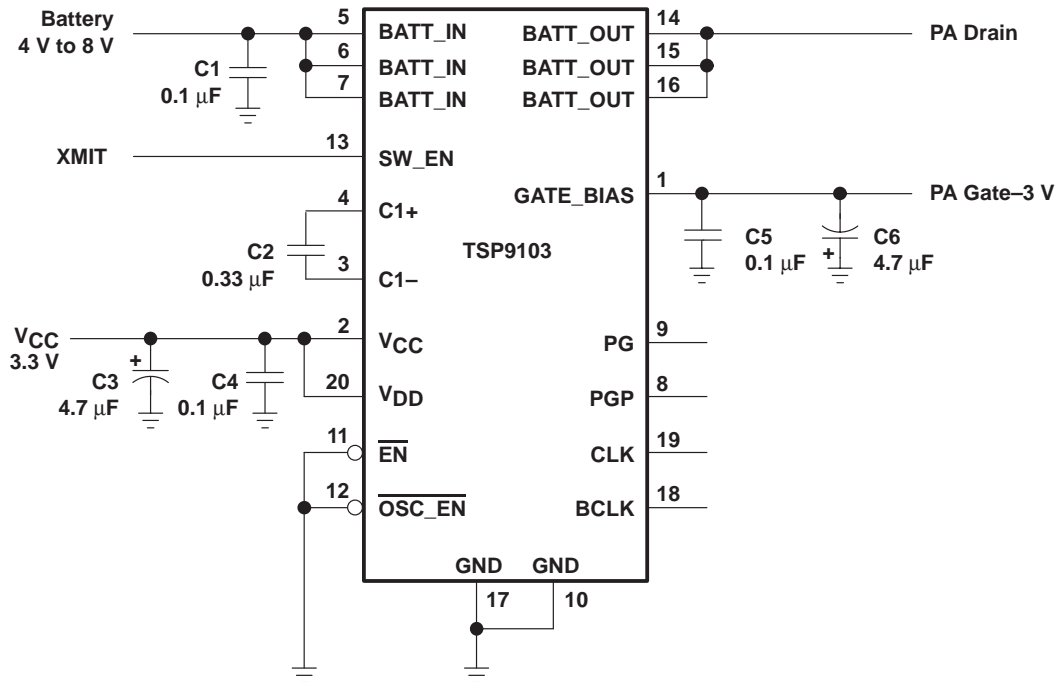 Battery
4 V to 8 V
5
BATT_IN
6
BATT_IN
7
BATT_IN
C1
0.1 μF
14
BATT_OUT
PA Drain
15
BATT_OUT
16
BATT_OUT
XMIT
13
SW_EN
4
C1+
C2
0.33 μF
3
C1–
TSP9103
1
GATE_BIAS
PA Gate–3 V
C5
0.1 μF
C6
+
4.7 μF
VCC
3.3 V
2
VCC
+
C3
4.7 μF
C4
0.1 μF
20
VDD
9
PG
8
PGP
11
EN
19
CLK
12
OSC_EN
18
BCLK
GND
GND
17
10